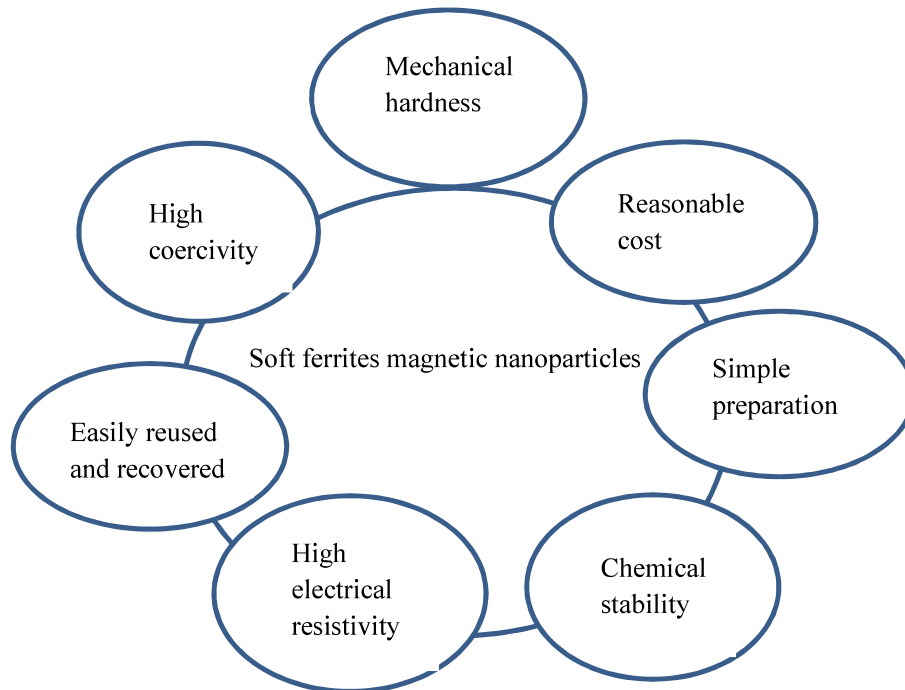 Mechanical
hardness
Reasonable
cost
High
coercivity
Soft ferrites magnetic nanoparticles
Simple
preparation
Easily reused
and recovered
High
electrical
resistivity
Chemical
stability